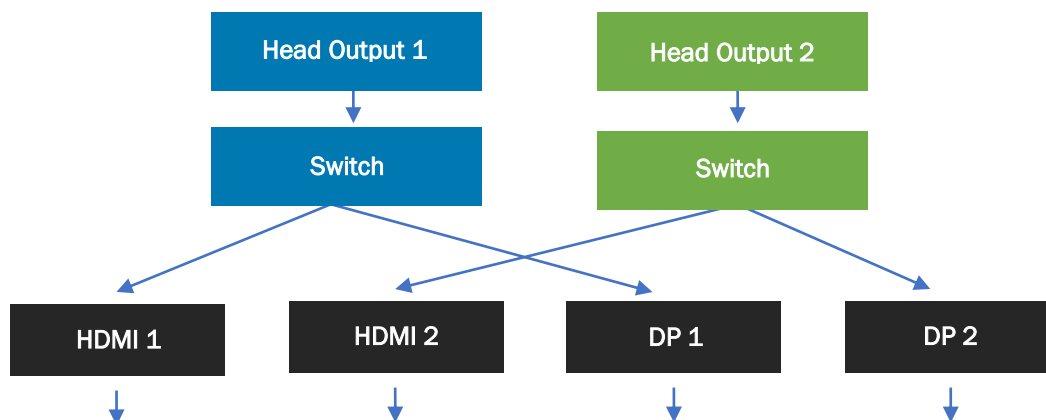 Head Output 1
Head Output 2
Switch
Switch
HDMI 1
HDMI 2
DP 1
DP 2